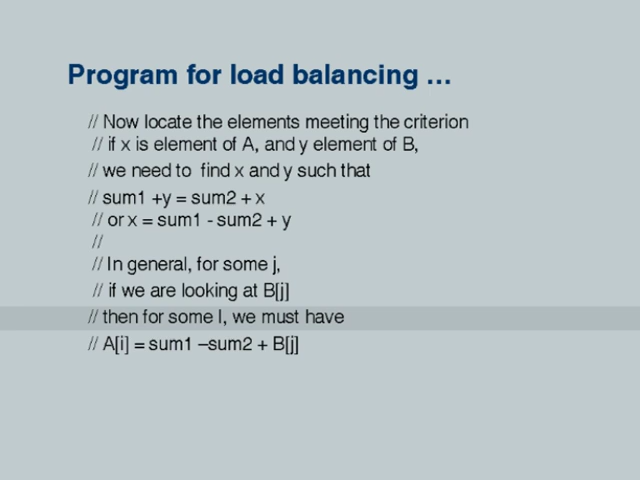 Program for load balancing …
// Now locate the elements meeting the criterion
// if x is element of A, and y element of B,
// we need to find x and y such that
// sum1 +y = sum2 + x
// or x = sum1 - sum2 + y
//
// In general, for some j,
// if we are looking at B[j]
// then for some I, we must have
// A[i] = sum1 –sum2 + B[j]